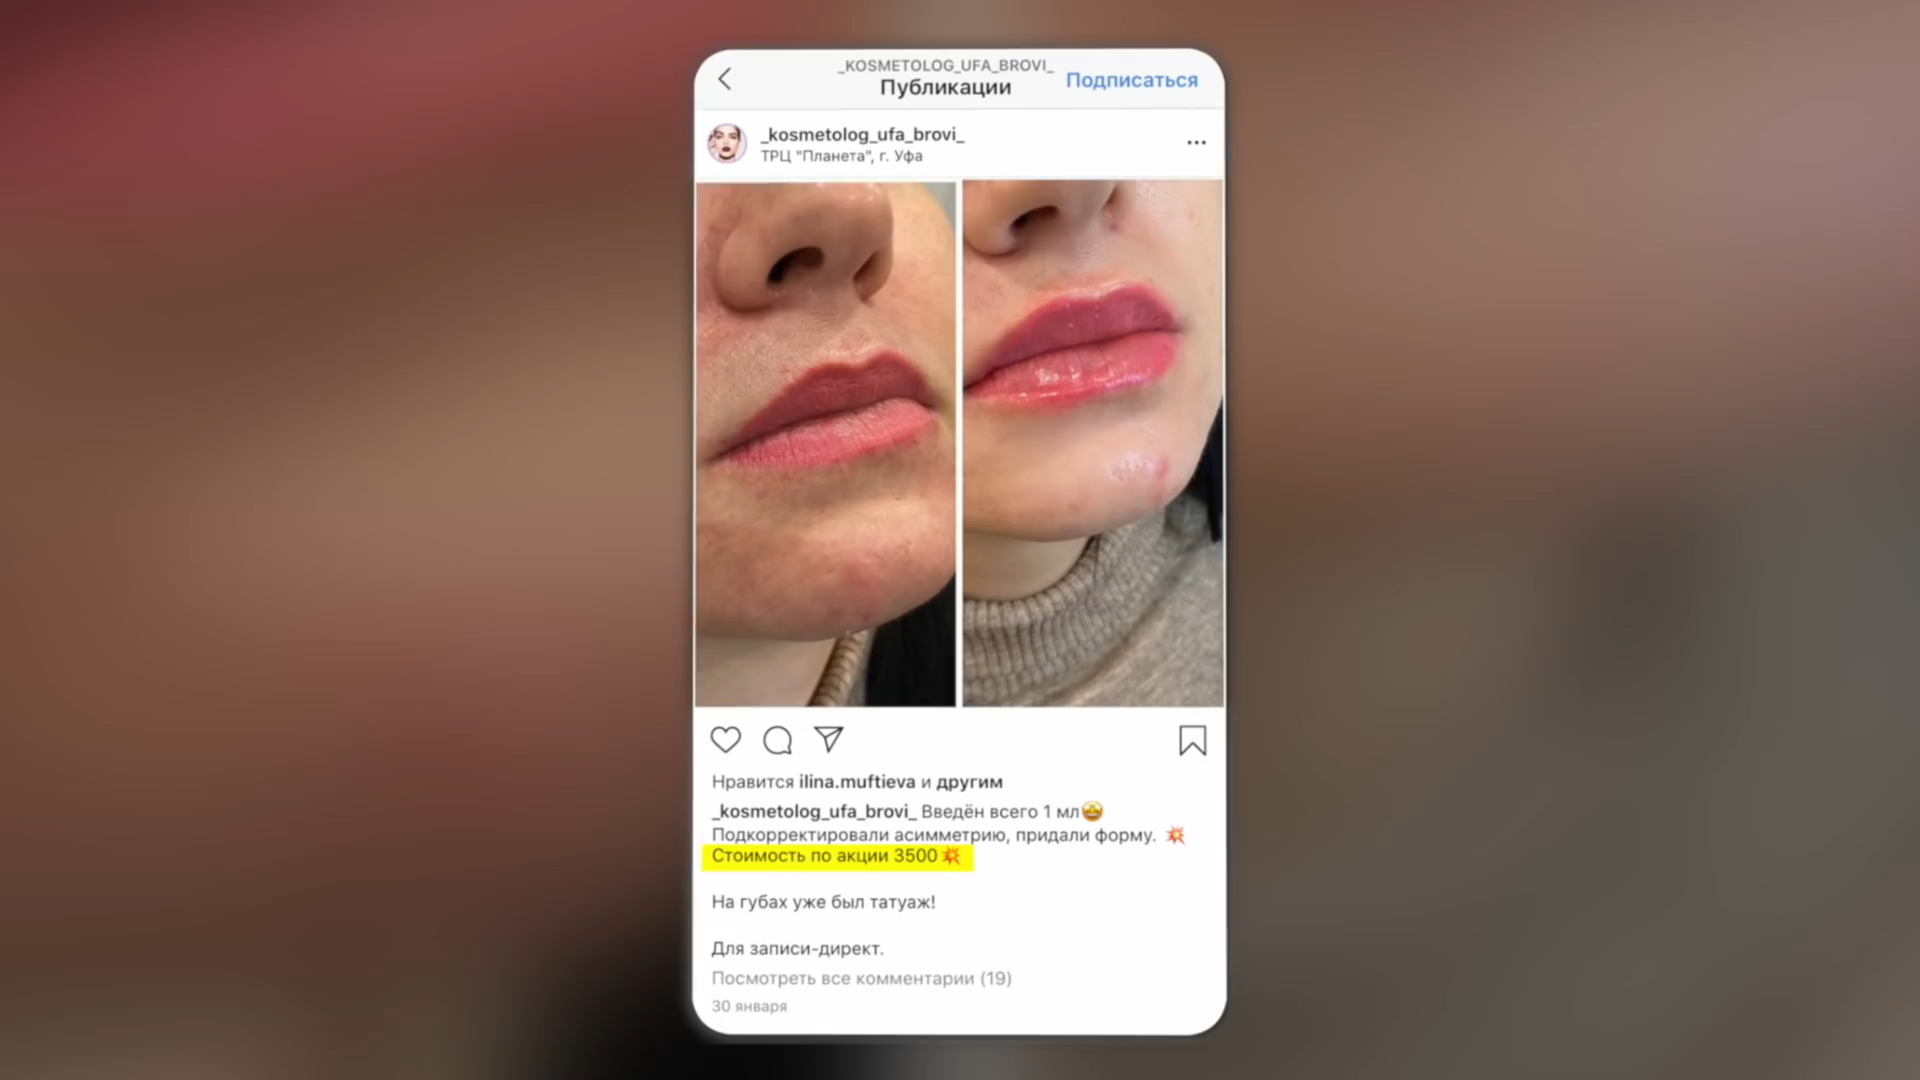 _KOSMETOLOG_UFA_BROVI_
Публикации
Подписаться
_kosmetolog_ufa_brovi_
ТРЦ "Планета", г. Уфа
Нравится ilina.muftieva и другим
_kosmetolog_ufa_brovi_ Введён всего 1 мл🤩
Подкорректировали асимметрию, придали форму. 💥
Стоимость по акции 3500💥
На губах уже был татуаж!
Для записи-директ.
Посмотреть все комментарии (19)
30 января